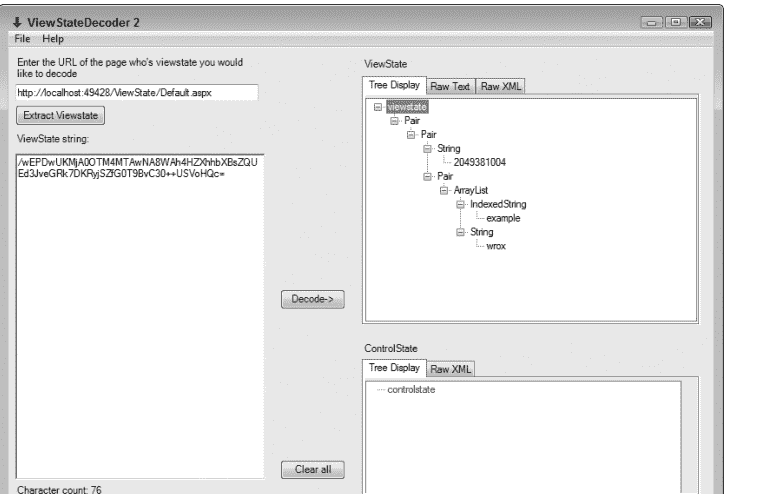 ViewStateDecoder 2
File Help
Enter the URL of the page who's viewstate you would
like to decode
http://localhost:49428/ViewState/Default.aspx
Extract Viewstate
ViewState string:
/wEPDwUKMjA0OTM4MTAwNA8WAh4HZXhhbXBsZQU
Ed3JveGRk7DKRyjSZfG0T9BvC30++USVoHQc=
Character count: 76
Decode->
Clear all
ViewState
Tree Display Raw Text Raw XML
viewstate
Pair
Pair
String
2049381004
Pair
ArrayList
IndexedString
example
String
wrox
ControlState
Tree Display Raw XML
controlstate